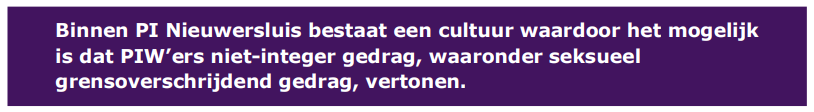 Binnen PI Nieuwersluis bestaat een cultuur waardoor het mogelijk
is dat PIW’ers niet-integer gedrag, waaronder seksueel
grensoverschrijdend gedrag, vertonen.